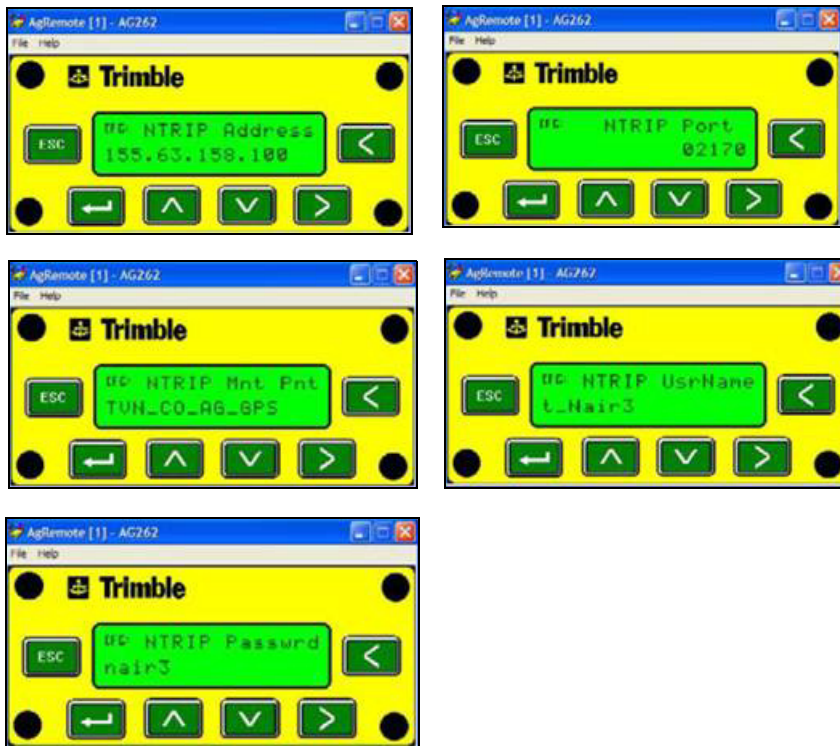 AgRemote [1] - AG262
File Help
Trimble
ESC
NTRIP Address
155.63.158.100
AgRemote [1] - AG262
File Help
Trimble
ESC
NTRIP Port
02170
AgRemote [1] - AG262
File Help
Trimble
ESC
NTRIP Mnt Pnt
TVN_CO_AG_GPS
AgRemote [1] - AG262
File Help
Trimble
ESC
NTRIP UsrName
t_Nair3
AgRemote [1] - AG262
File Help
Trimble
ESC
NTRIP Passwrd
nair3